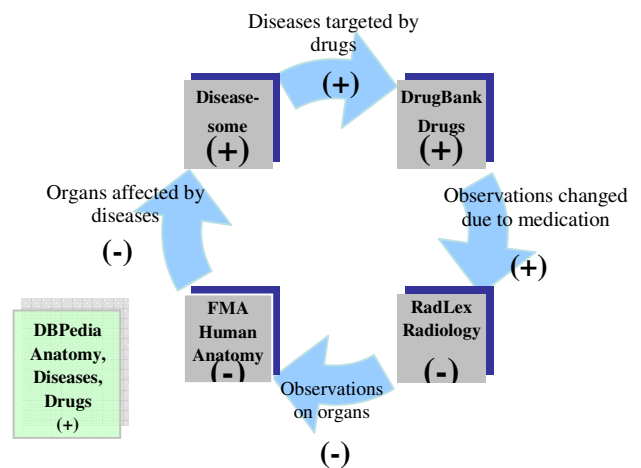 Diseases targeted by
drugs
(+)
Disease-
some
(+)
DrugBank
Drugs
(+)
Organs affected by
diseases
(-)
Observations changed
due to medication
(+)
FMA
Human
Anatomy
(-)
RadLex
Radiology
(-)
Observations
on organs
(-)
DBPedia
Anatomy,
Diseases,
Drugs
(+)